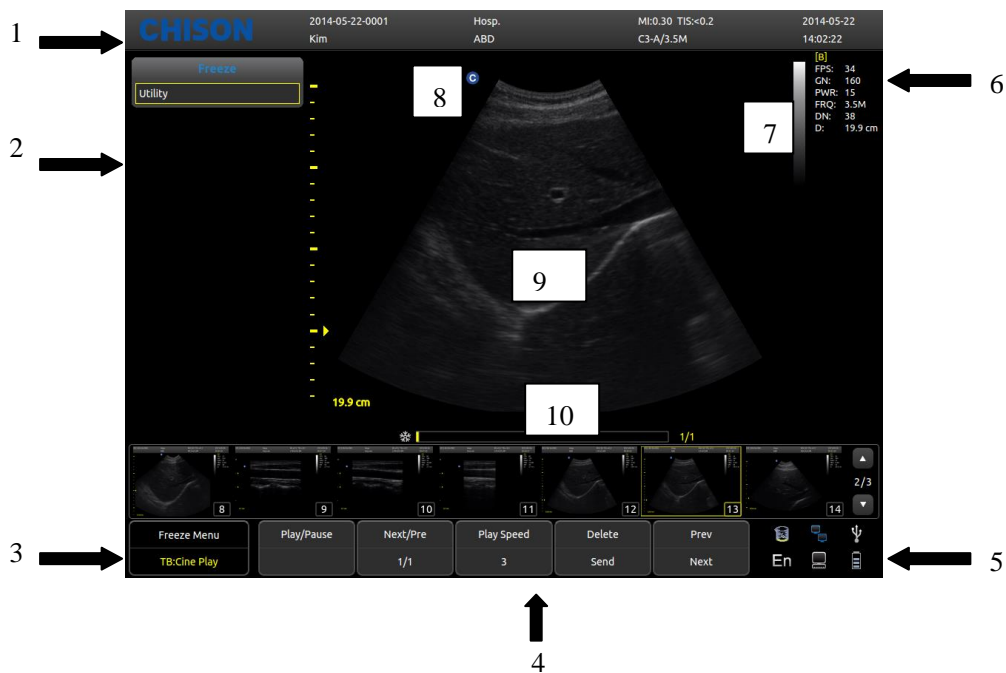 CHISON
2014-05-22-0001 Hosp. MI:0.30 TIS:<0.2 2014-05-22
Kim ABD C3-A/3.5M 14:02:22
1
Freeze
Utility
2
8
C
7
[B]
FPS: 34
GN: 160
PWR: 15
FRQ: 3.5M
DN: 38
D: 19.9 cm
6
9
19.9 cm
10
1/1
8 9 10 11 12 13 14
2/3
Freeze Menu Play/Pause Next/Pre Play Speed Delete Prev
3
TB:Cine Play 1/1 3 Send Next En
5
4